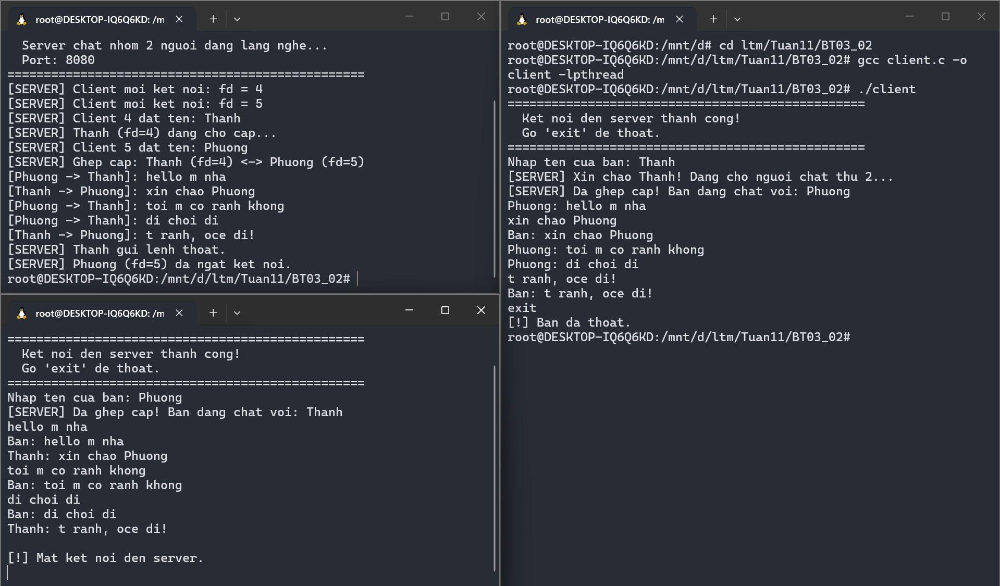 root@DESKTOP-IQ6Q6KD: /m
Server chat nhom 2 nguoi dang lang nghe...
Port: 8080
=================================================
[SERVER] Client moi ket noi: fd = 4
[SERVER] Client moi ket noi: fd = 5
[SERVER] Client 4 dat ten: Thanh
[SERVER] Thanh (fd=4) dang cho cap...
[SERVER] Client 5 dat ten: Phuong
[SERVER] Ghep cap: Thanh (fd=4) <-> Phuong (fd=5)
[Phuong -> Thanh]: hello m nha
[Thanh -> Phuong]: xin chao Phuong
[Phuong -> Thanh]: toi m co ranh khong
[Phuong -> Thanh]: di choi di
[Thanh -> Phuong]: t ranh, oce di!
[SERVER] Thanh gui lenh thoat.
[SERVER] Phuong (fd=5) da ngat ket noi.
root@DESKTOP-IQ6Q6KD:/mnt/d/ltm/Tuan11/BT03_02#
root@DESKTOP-IQ6Q6KD: /m
=================================================
Ket noi den server thanh cong!
Go 'exit' de thoat.
=================================================
Nhap ten cua ban: Phuong
[SERVER] Da ghep cap! Ban dang chat voi: Thanh
hello m nha
Ban: hello m nha
Thanh: xin chao Phuong
toi m co ranh khong
Ban: toi m co ranh khong
di choi di
Ban: di choi di
Thanh: t ranh, oce di!
[!] Mat ket noi den server.
root@DESKTOP-IQ6Q6KD: /m
root@DESKTOP-IQ6Q6KD:/mnt/d# cd ltm/Tuan11/BT03_02
root@DESKTOP-IQ6Q6KD:/mnt/d/ltm/Tuan11/BT03_02# gcc client.c -o
client -lpthread
root@DESKTOP-IQ6Q6KD:/mnt/d/ltm/Tuan11/BT03_02# ./client
=================================================
Ket noi den server thanh cong!
Go 'exit' de thoat.
=================================================
Nhap ten cua ban: Thanh
[SERVER] Xin chao Thanh! Dang cho nguoi chat thu 2...
[SERVER] Da ghep cap! Ban dang chat voi: Phuong
Phuong: hello m nha
xin chao Phuong
Ban: xin chao Phuong
Phuong: toi m co ranh khong
Phuong: di choi di
t ranh, oce di!
Ban: t ranh, oce di!
exit
[!] Ban da thoat.
root@DESKTOP-IQ6Q6KD:/mnt/d/ltm/Tuan11/BT03_02#